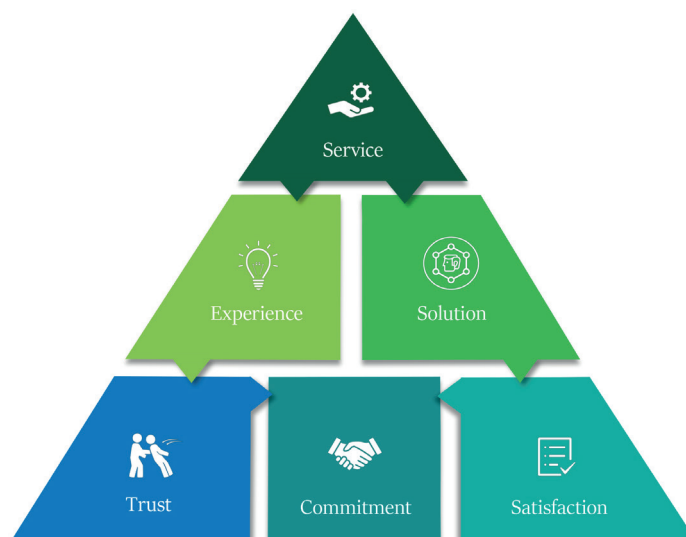 Service
Experience
Solution
Trust
Commitment
Satisfaction